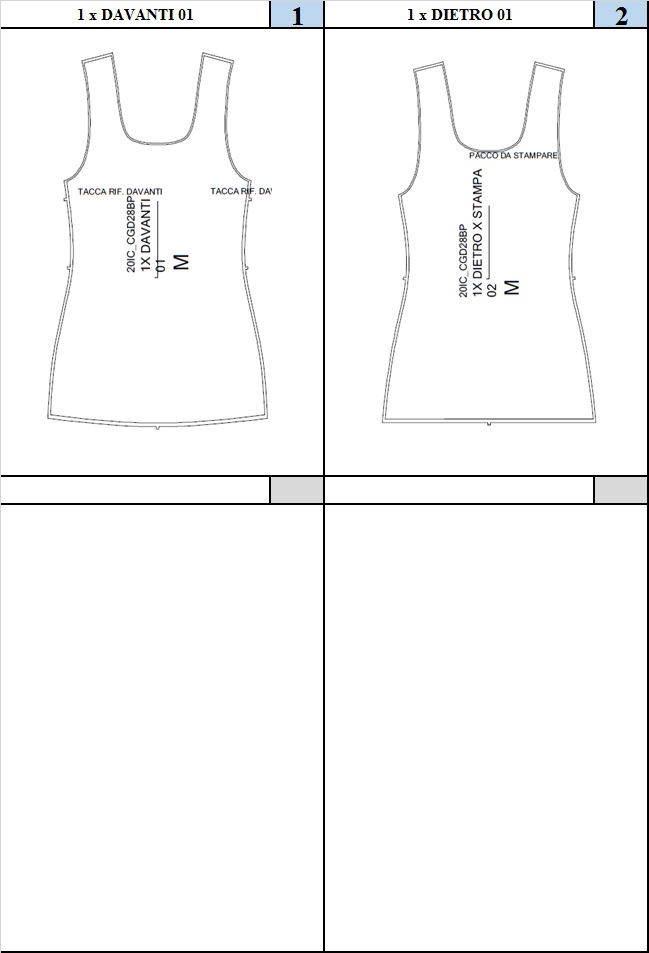 1 x DAVANTI 01
1
1 x DIETRO 01
2
TACCA RIF. DAVANTI
TACCA RIF. DA
20IC_CGD28BP
1X DAVANTI
01
M
PACCO DA STAMPARE
20IC_CGD28BP
1X DIETRO X STAMPA
02
M